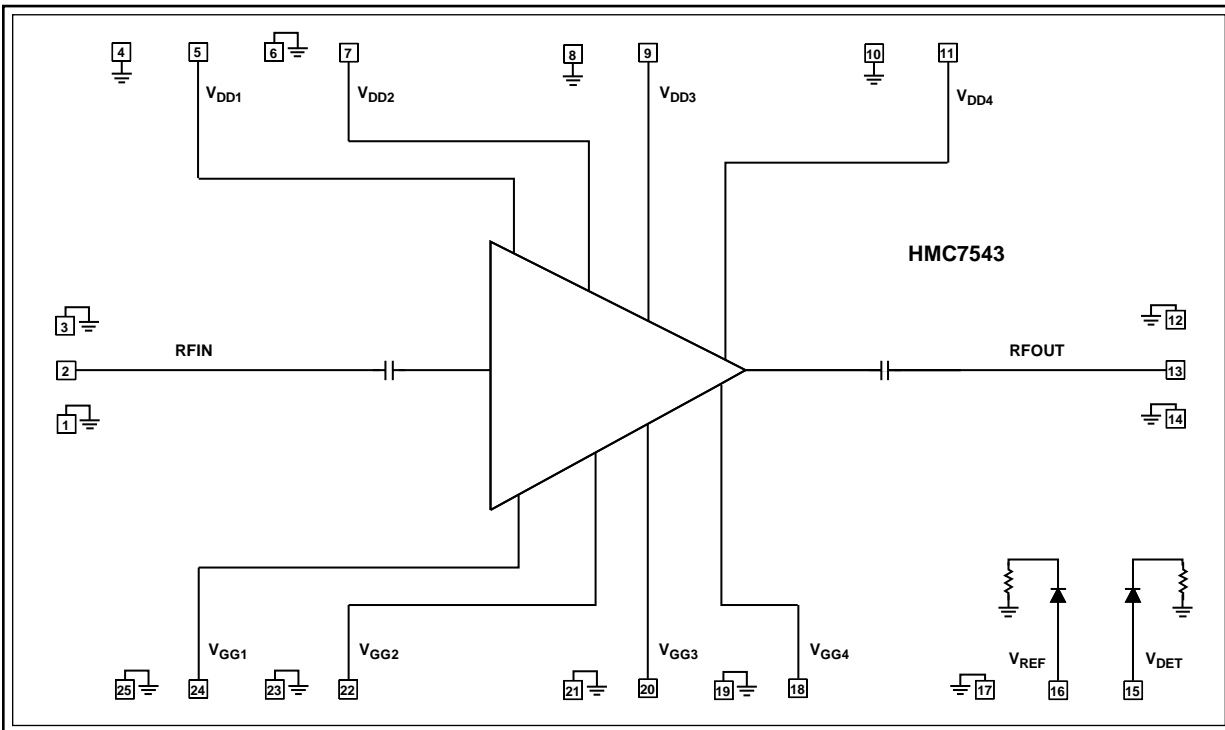 4 5 6 7 8 9 10 11
VDD1 VDD2 VDD3 VDD4
HMC7543
3 12
RFIN RFOUT
2 13
1 14
VGG1 VGG2 VGG3 VGG4 VREF VDET
25 24 23 22 21 20 19 18 17 16 15